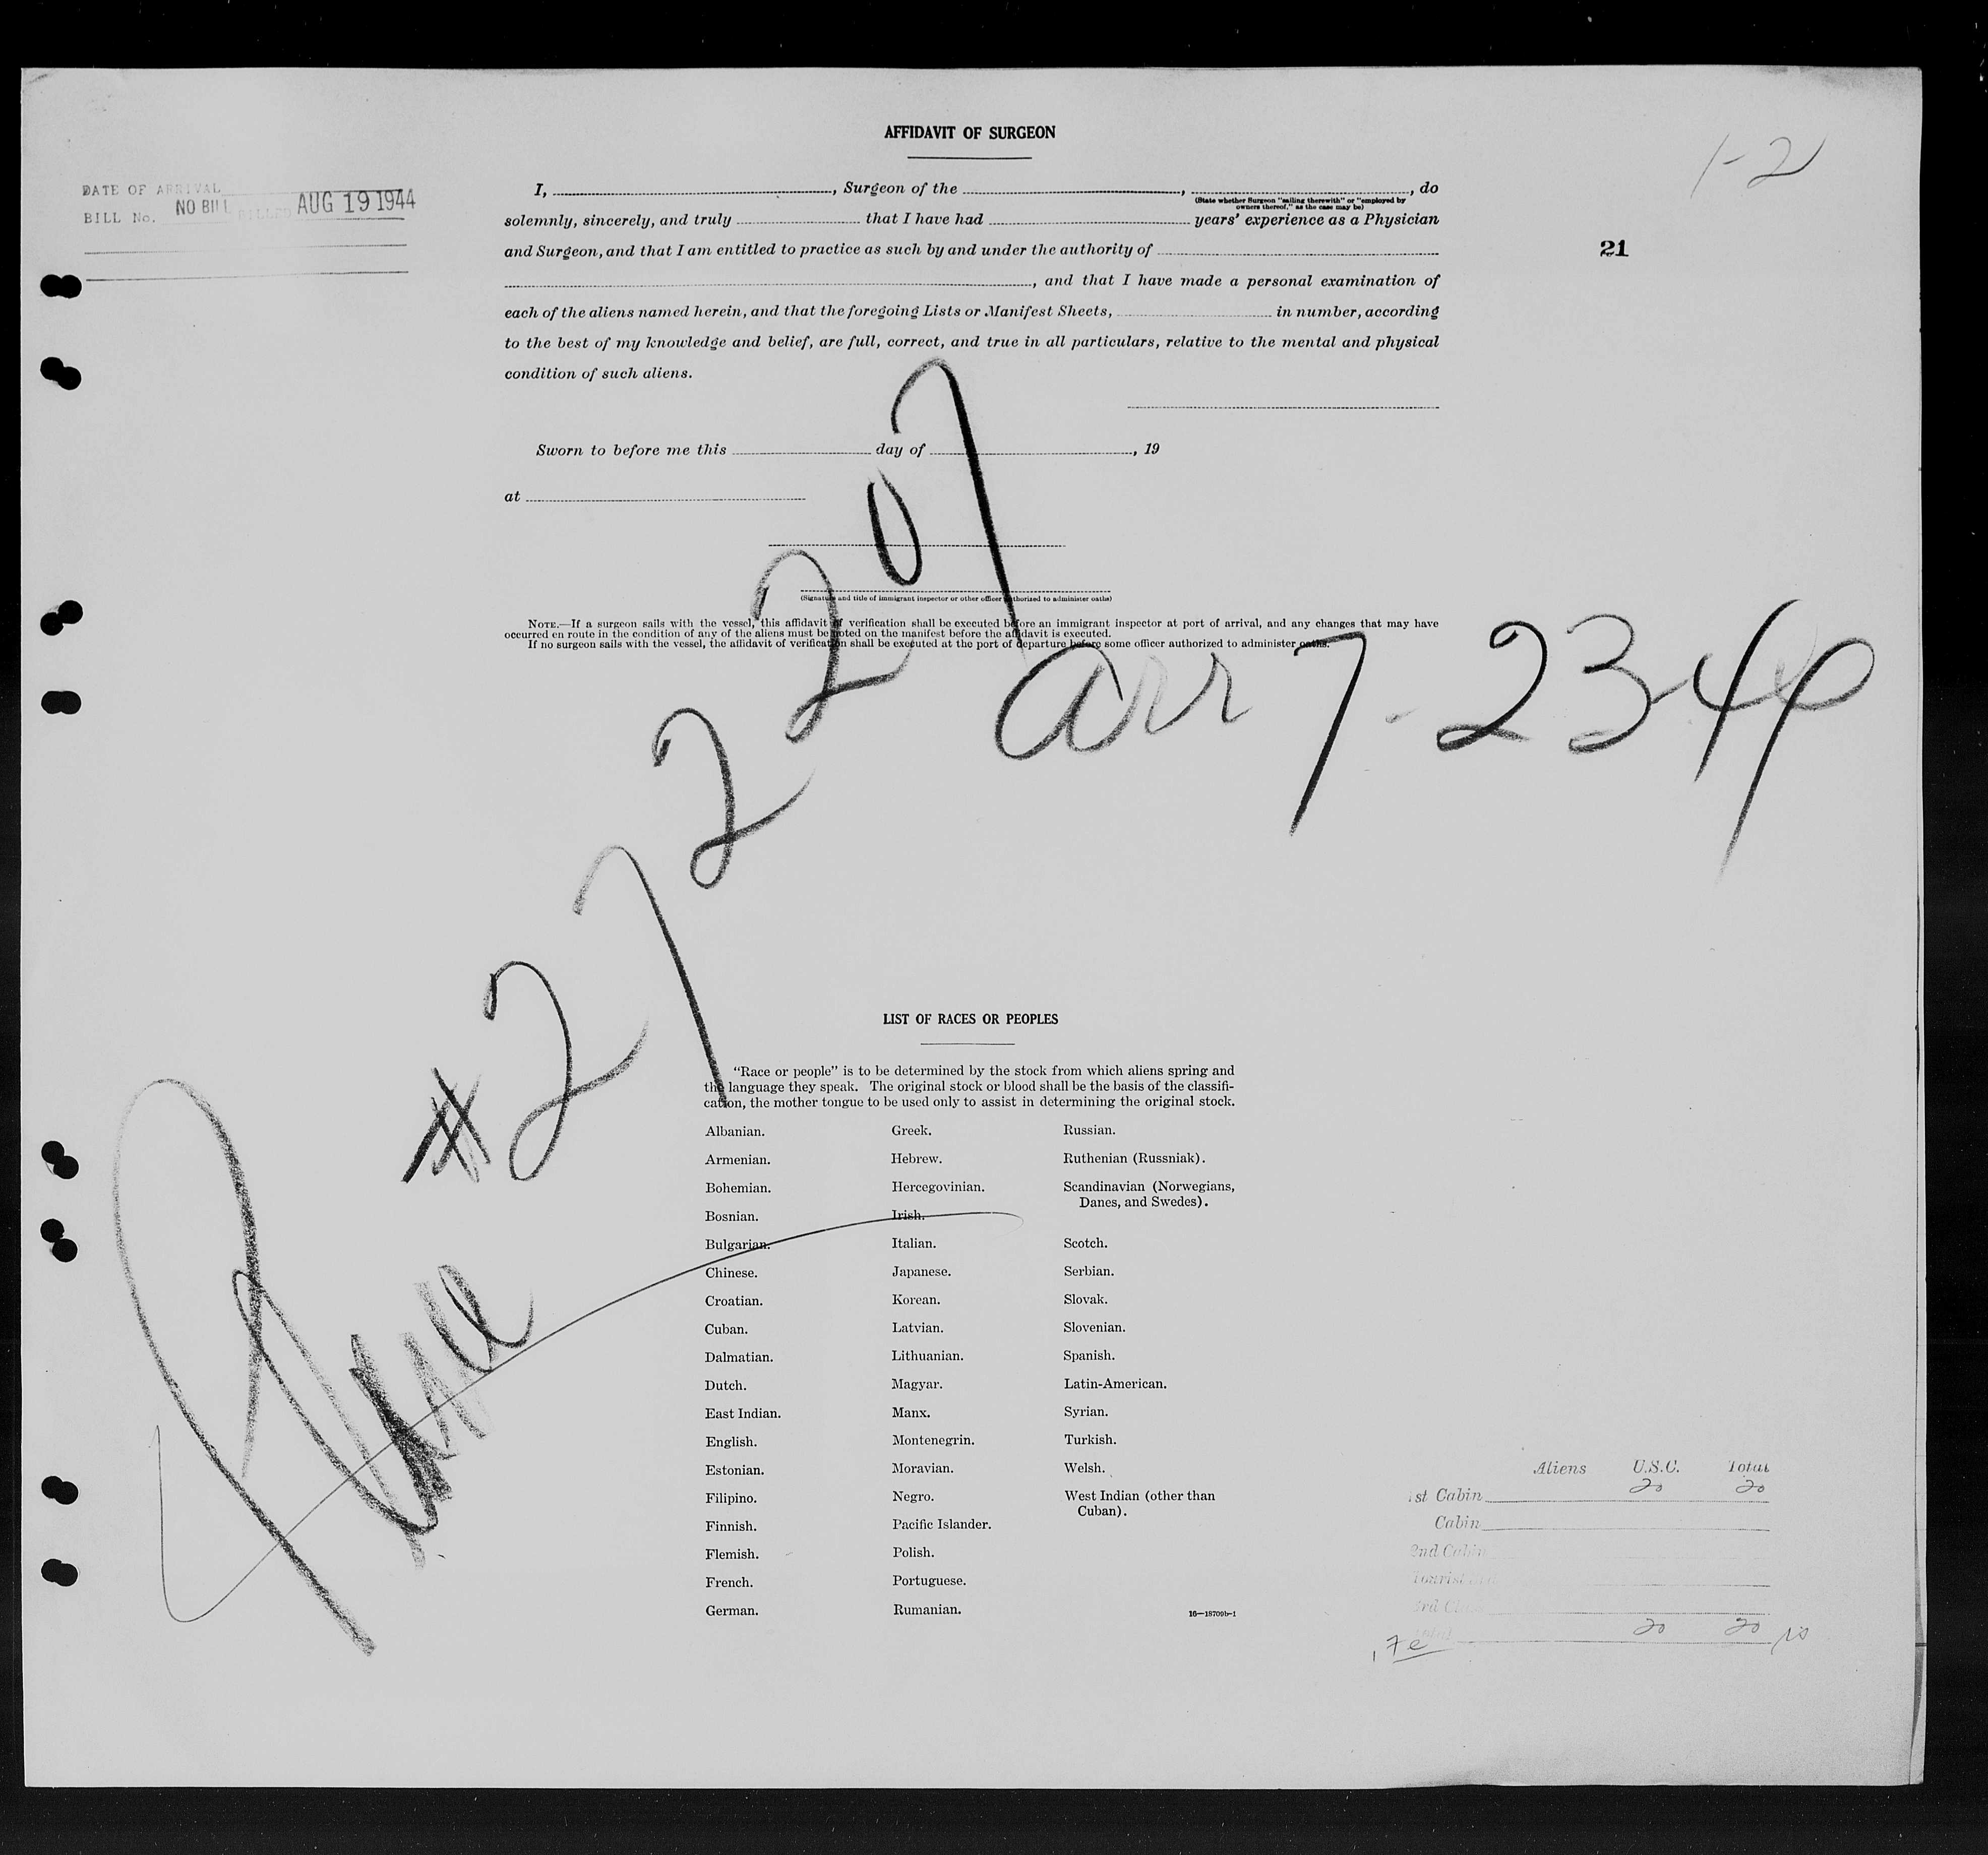 AFFIDAVIT OF SURGEON
1-2
DATE OF ARRIVAL
BILL No. NO BILL BILLED AUG 19 1944
I, , Surgeon of the , , do
(State whether Surgeon "sailing therewith" or "employed by
owners thereof," as the case may be)
solemnly, sincerely, and truly that I have had years' experience as a Physician
and Surgeon, and that I am entitled to practice as such by and under the authority of
21
, and that I have made a personal examination of
each of the aliens named herein, and that the foregoing Lists or Manifest Sheets, in number, according
to the best of my knowledge and belief, are full, correct, and true in all particulars, relative to the mental and physical
condition of such aliens.
Sworn to before me this day of , 19
at
(Signature and title of immigrant inspector or other officer authorized to administer oaths)
NOTE.—If a surgeon sails with the vessel, this affidavit of verification shall be executed before an immigrant inspector at port of arrival, and any changes that may have
occurred en route in the condition of any of the aliens must be noted on the manifest before the affidavit is executed.
If no surgeon sails with the vessel, the affidavit of verification shall be executed at the port of departure before some officer authorized to administer oaths.
Plane #272207
arr 7-23-44
LIST OF RACES OR PEOPLES
"Race or people" is to be determined by the stock from which aliens spring and
the language they speak. The original stock or blood shall be the basis of the classifi-
cation, the mother tongue to be used only to assist in determining the original stock.
Albanian. Greek. Russian.
Armenian. Hebrew. Ruthenian (Russniak).
Bohemian. Hercegovinian. Scandinavian (Norwegians,
Danes, and Swedes).
Bosnian. Irish.
Bulgarian. Italian. Scotch.
Chinese. Japanese. Serbian.
Croatian. Korean. Slovak.
Cuban. Latvian. Slovenian.
Dalmatian. Lithuanian. Spanish.
Dutch. Magyar. Latin-American.
East Indian. Manx. Syrian.
English. Montenegrin. Turkish.
Estonian. Moravian. Welsh.
Filipino. Negro. West Indian (other than
Cuban).
Finnish. Pacific Islander.
Flemish. Polish.
French. Portuguese.
German. Rumanian.
16—18709b-1
Aliens U.S.C. Total
1st Cabin 20 20
Cabin
2nd Cabin
Tourist
3rd Class
Total 20 20